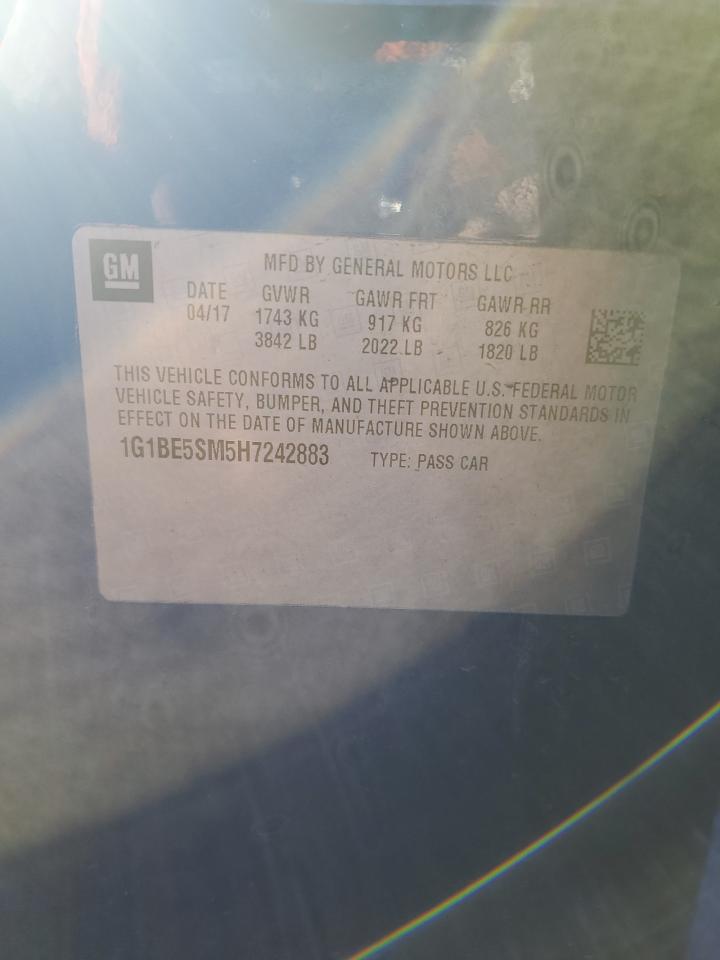 GM
MFD BY GENERAL MOTORS LLC
DATE GVWR GAWR FRT GAWR RR
04/17 1743 KG 917 KG 826 KG
3842 LB 2022 LB 1820 LB
THIS VEHICLE CONFORMS TO ALL APPLICABLE U.S. FEDERAL MOTOR
VEHICLE SAFETY, BUMPER, AND THEFT PREVENTION STANDARDS IN
EFFECT ON THE DATE OF MANUFACTURE SHOWN ABOVE.
1G1BE5SM5H7242883 TYPE: PASS CAR